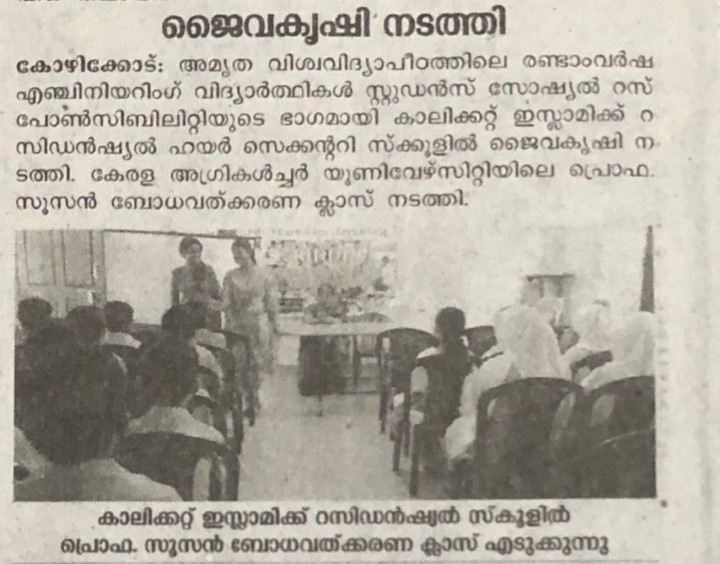 ജൈവകൃഷി നടത്തി
കോഴിക്കോട്: അമൃത വിശ്വവിദ്യാപീഠത്തിലെ രണ്ടാംവർഷ
എഞ്ചിനിയറിംഗ് വിദ്യാർത്ഥികൾ സ്റ്റുഡൻസ് സോഷ്യൽ റസ്
പോൺസിബിലിറ്റിയുടെ ഭാഗമായി കാലിക്കറ്റ് ഇസ്ലാമിക്ക് റ
സിഡൻഷ്യൽ ഹയർ സെക്കന്ററി സ്ക്കൂളിൽ ജൈവകൃഷി ന
ടത്തി. കേരള അഗ്രികൾച്ചർ യൂണിവേഴ്സിറ്റിയിലെ പ്രൊഫ.
സൂസൻ ബോധവത്ക്കരണ ക്ലാസ് നടത്തി.
കാലിക്കറ്റ് ഇസ്ലാമിക്ക് റസിഡൻഷ്യൽ സ്കൂളിൽ
പ്രൊഫ. സൂസൻ ബോധവത്ക്കരണ ക്ലാസ് എടുക്കുന്നു